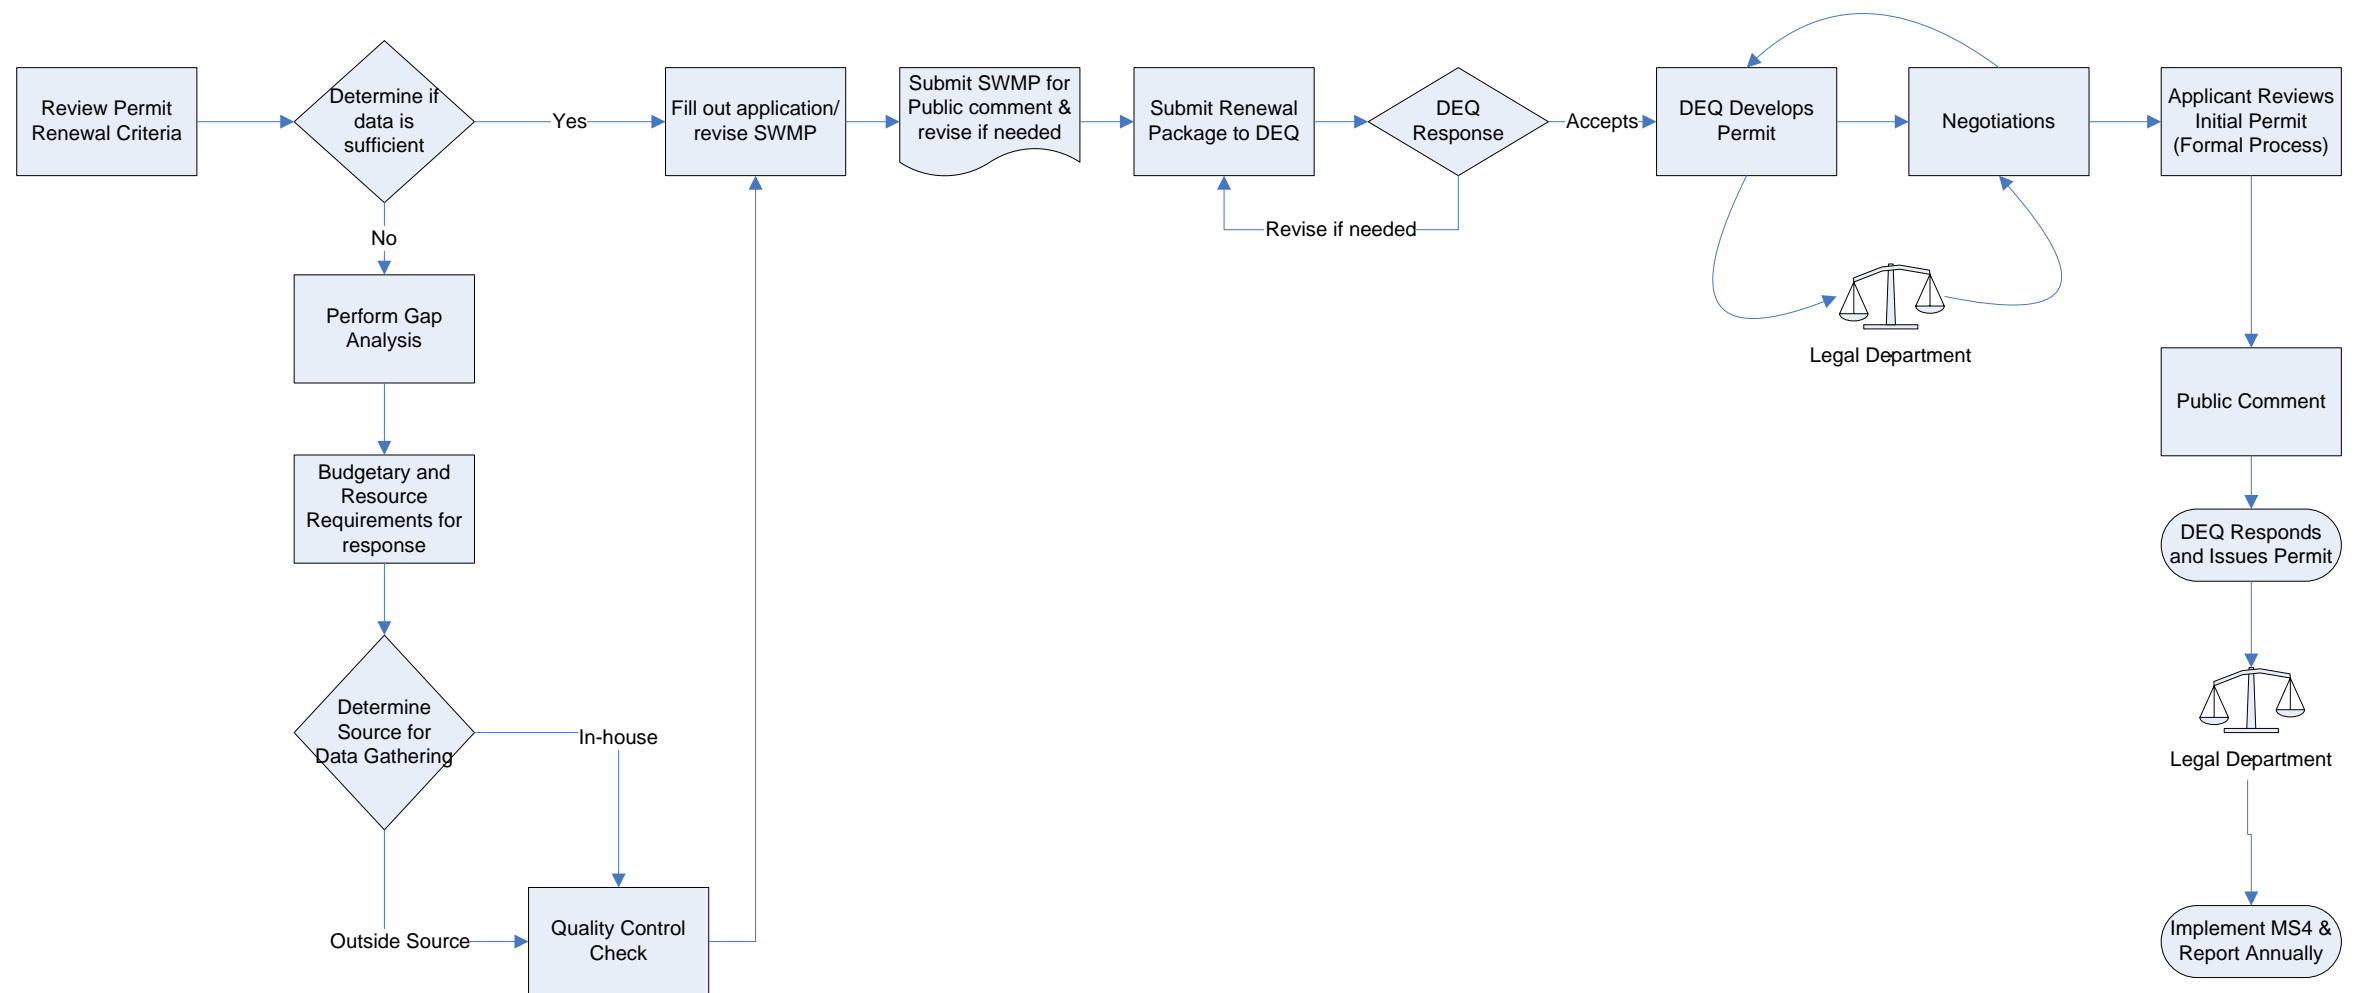 Review Permit
Renewal Criteria
Determine if
data is
sufficient
Yes
No
Fill out application/
revise SWMP
Submit SWMP for
Public comment &
revise if needed
Submit Renewal
Package to DEQ
DEQ
Response
Revise if needed
Accepts
DEQ Develops
Permit
Negotiations
Legal Department
Applicant Reviews
Initial Permit
(Formal Process)
Perform Gap
Analysis
Budgetary and
Resource
Requirements for
response
Determine
Source for
Data Gathering
In-house
Outside Source
Quality Control
Check
Public Comment
DEQ Responds
and Issues Permit
Legal Department
Implement MS4 &
Report Annually